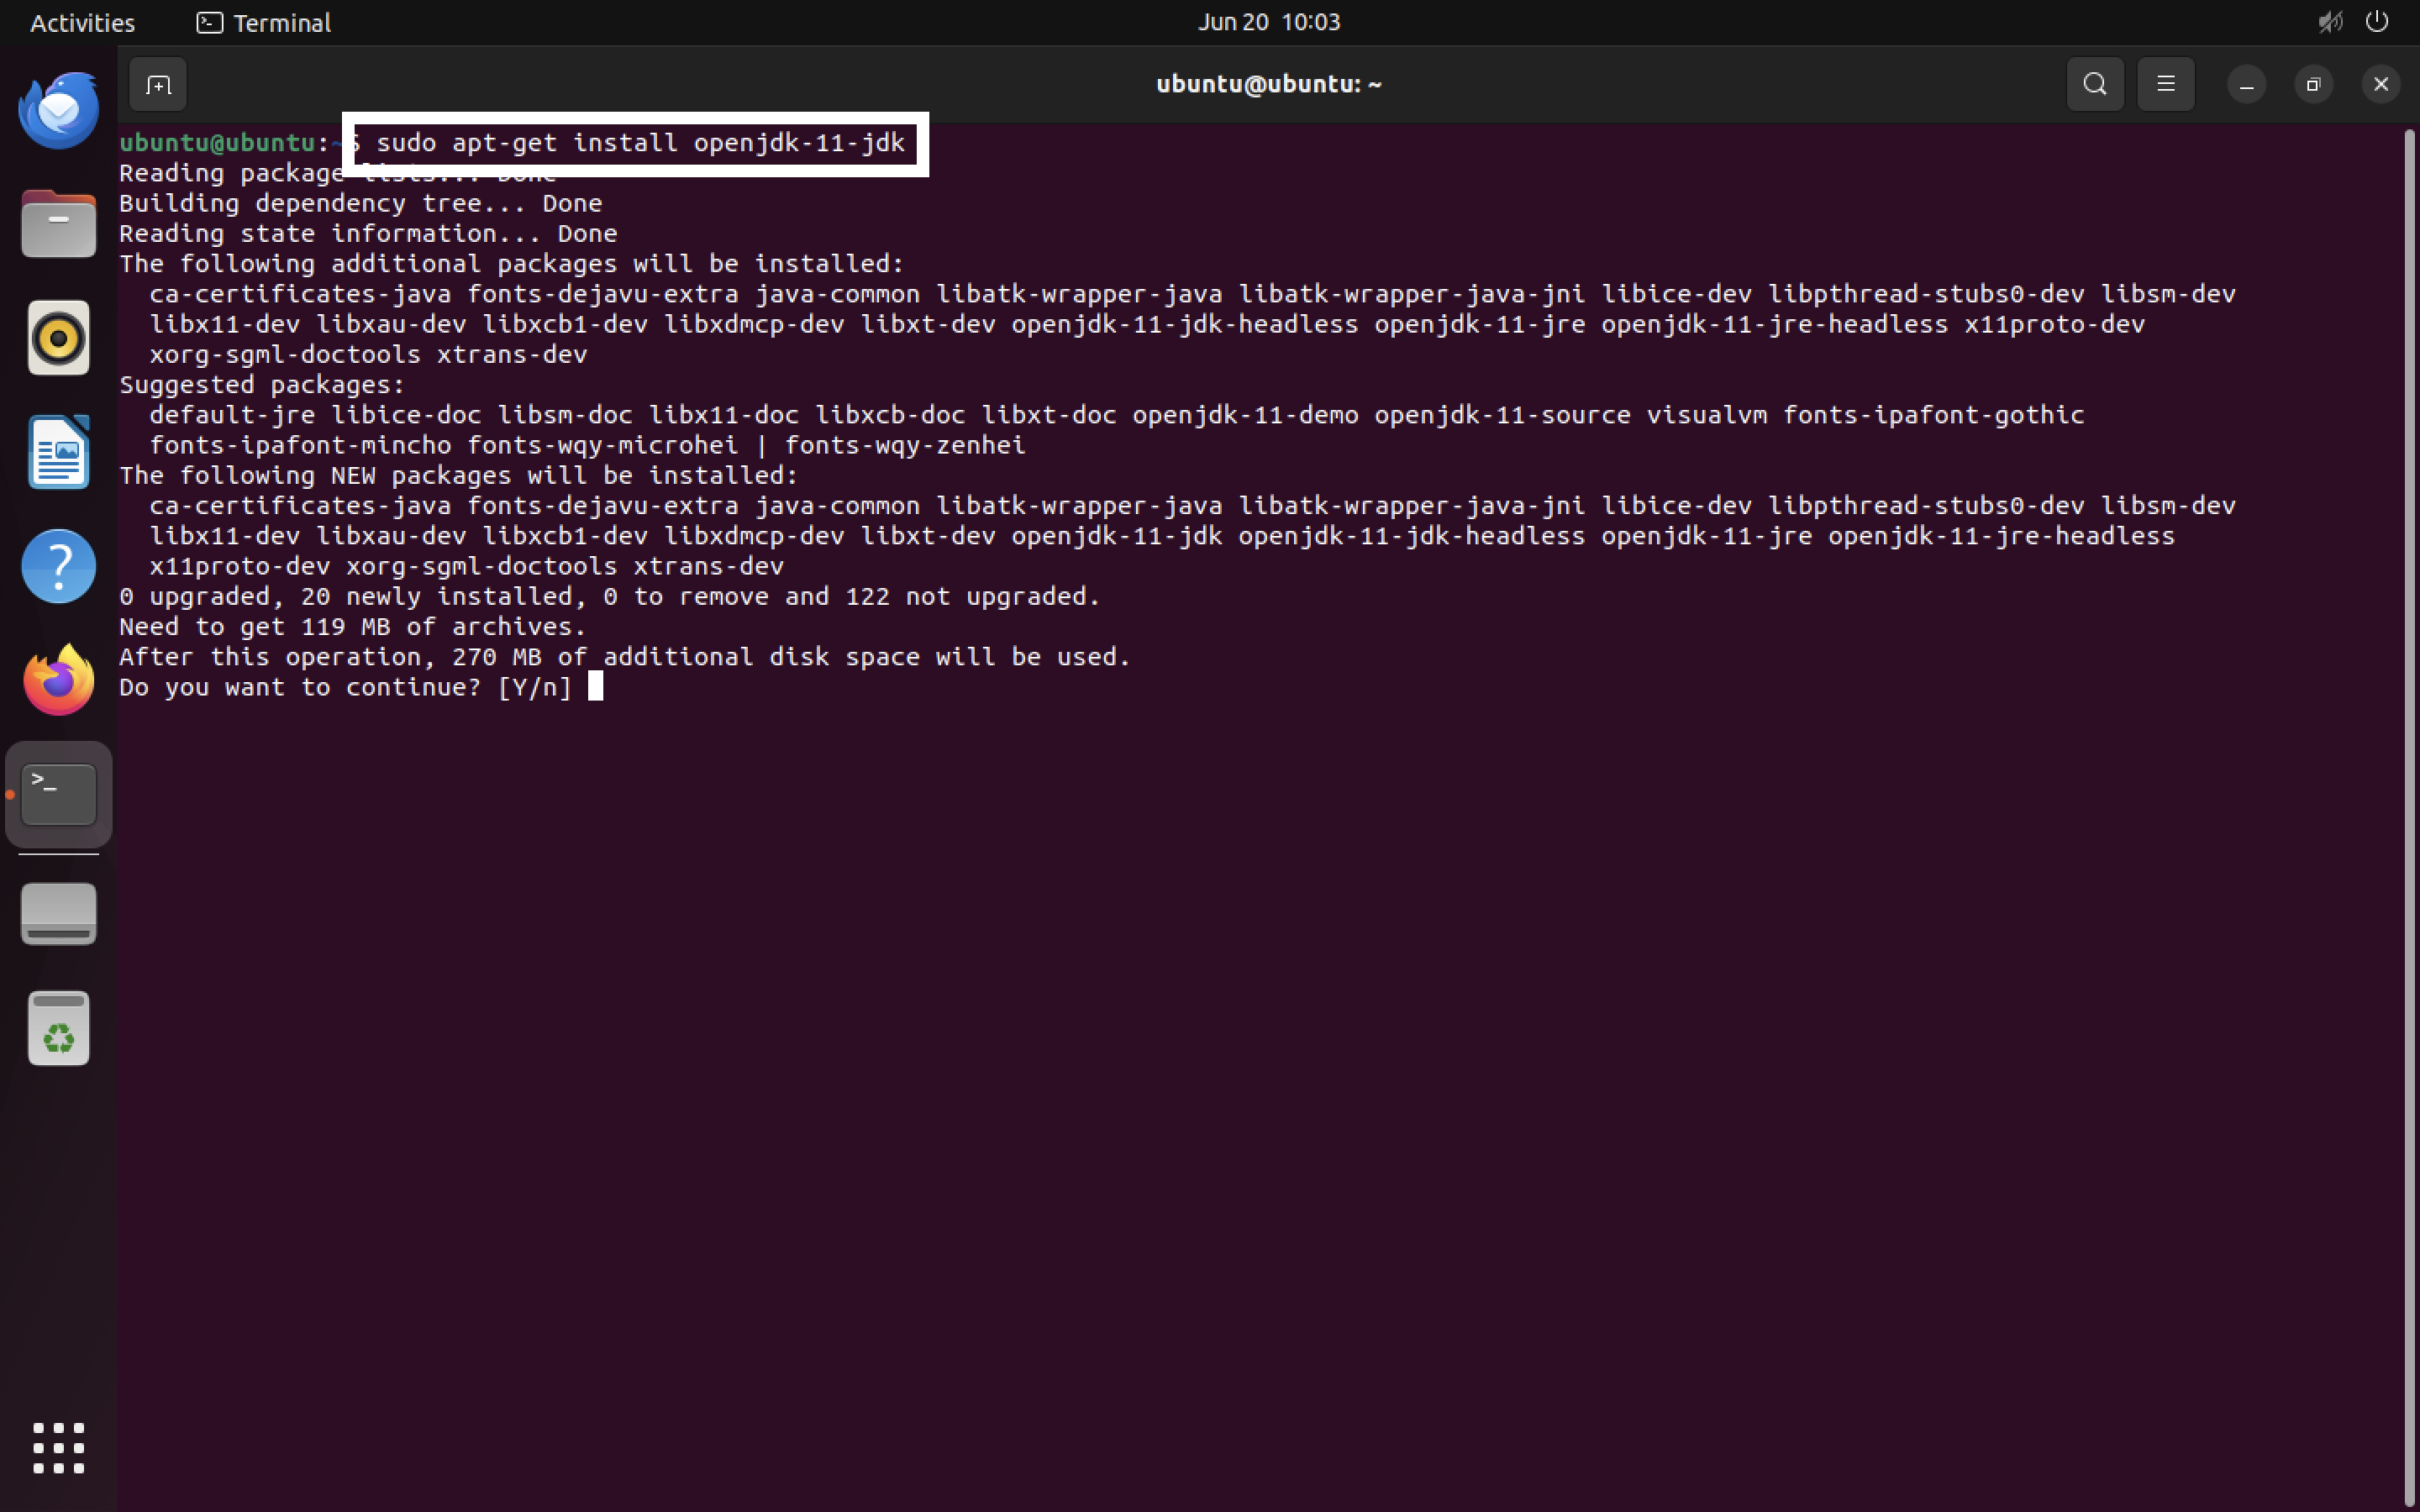 Activities
Terminal
Jun 20 10:03
ubuntu@ubuntu: ~
ubuntu@ubuntu:~$ sudo apt-get install openjdk-11-jdk
Reading package lists... Done
Building dependency tree... Done
Reading state information... Done
The following additional packages will be installed:
  ca-certificates-java fonts-dejavu-extra java-common libatk-wrapper-java libatk-wrapper-java-jni libice-dev libpthread-stubs0-dev libsm-dev
  libx11-dev libxau-dev libxcb1-dev libxdmcp-dev libxt-dev openjdk-11-jdk-headless openjdk-11-jre openjdk-11-jre-headless x11proto-dev
  xorg-sgml-doctools xtrans-dev
Suggested packages:
  default-jre libice-doc libsm-doc libx11-doc libxcb-doc libxt-doc openjdk-11-demo openjdk-11-source visualvm fonts-ipafont-gothic
  fonts-ipafont-mincho fonts-wqy-microhei | fonts-wqy-zenhei
The following NEW packages will be installed:
  ca-certificates-java fonts-dejavu-extra java-common libatk-wrapper-java libatk-wrapper-java-jni libice-dev libpthread-stubs0-dev libsm-dev
  libx11-dev libxau-dev libxcb1-dev libxdmcp-dev libxt-dev openjdk-11-jdk openjdk-11-jdk-headless openjdk-11-jre openjdk-11-jre-headless
  x11proto-dev xorg-sgml-doctools xtrans-dev
0 upgraded, 20 newly installed, 0 to remove and 122 not upgraded.
Need to get 119 MB of archives.
After this operation, 270 MB of additional disk space will be used.
Do you want to continue? [Y/n]